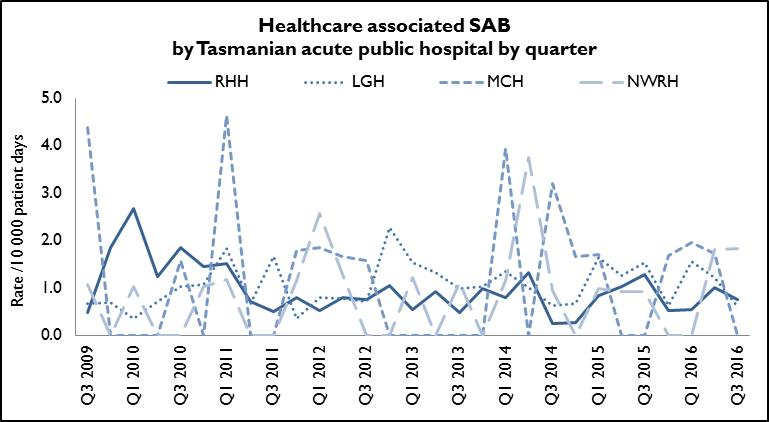 Healthcare associated SAB
by Tasmanian acute public hospital by quarter
RHH LGH MCH NWRH
Rate /10 000 patient days
5.0
4.0
3.0
2.0
1.0
0.0
Q3 2009
Q1 2010
Q3 2010
Q1 2011
Q3 2011
Q1 2012
Q3 2012
Q1 2013
Q3 2013
Q1 2014
Q3 2014
Q1 2015
Q3 2015
Q1 2016
Q3 2016